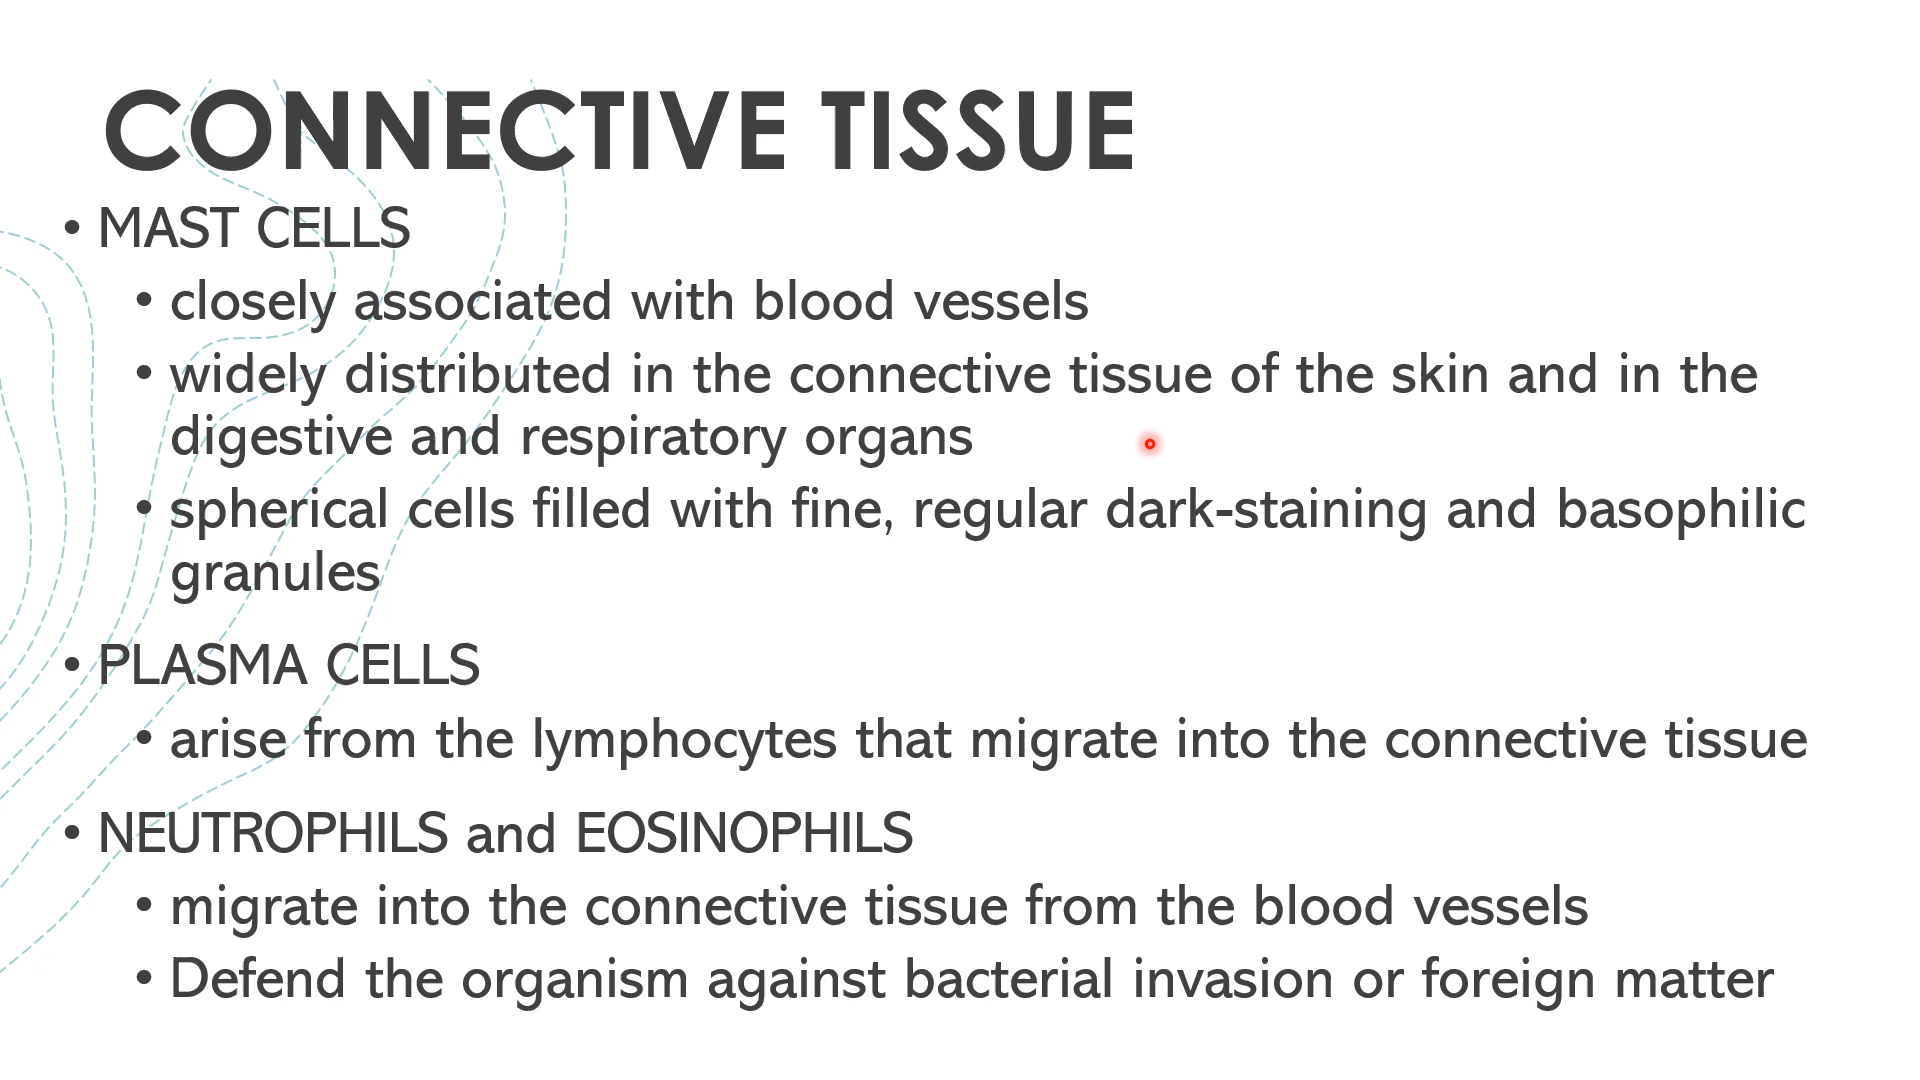 CONNECTIVE TISSUE
• MAST CELLS
• closely associated with blood vessels
• widely distributed in the connective tissue of the skin and in the
digestive and respiratory organs
• spherical cells filled with fine, regular dark-staining and basophilic
granules
• PLASMA CELLS
• arise from the lymphocytes that migrate into the connective tissue
• NEUTROPHILS and EOSINOPHILS
• migrate into the connective tissue from the blood vessels
• Defend the organism against bacterial invasion or foreign matter